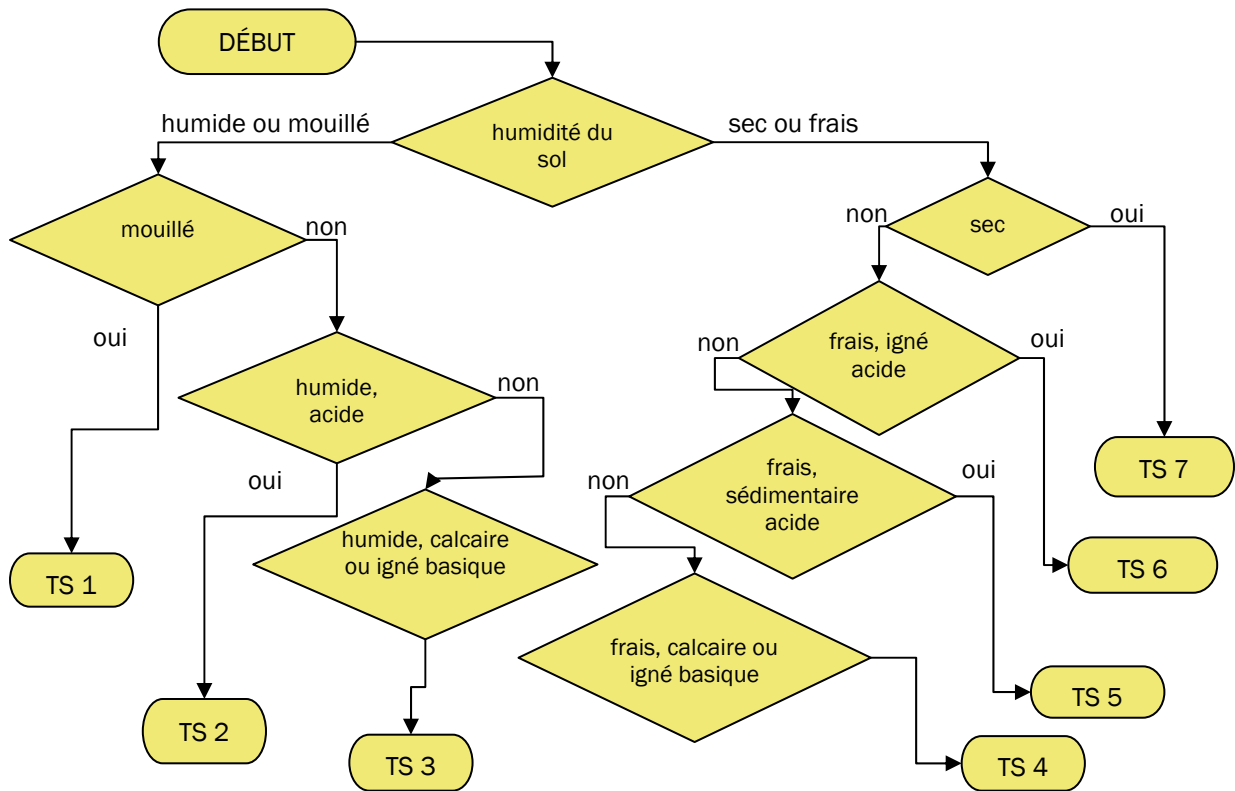 DÉBUT
humide ou mouillé
humidité du
sol
sec ou frais
mouillé
non
non
sec
oui
oui
humide,
acide
non
non
frais, igné
acide
oui
oui
humide, calcaire
ou igné basique
non
frais,
sédimentaire
acide
oui
TS 7
TS 1
TS 6
frais, calcaire ou
igné basique
TS 5
TS 2
TS 3
TS 4